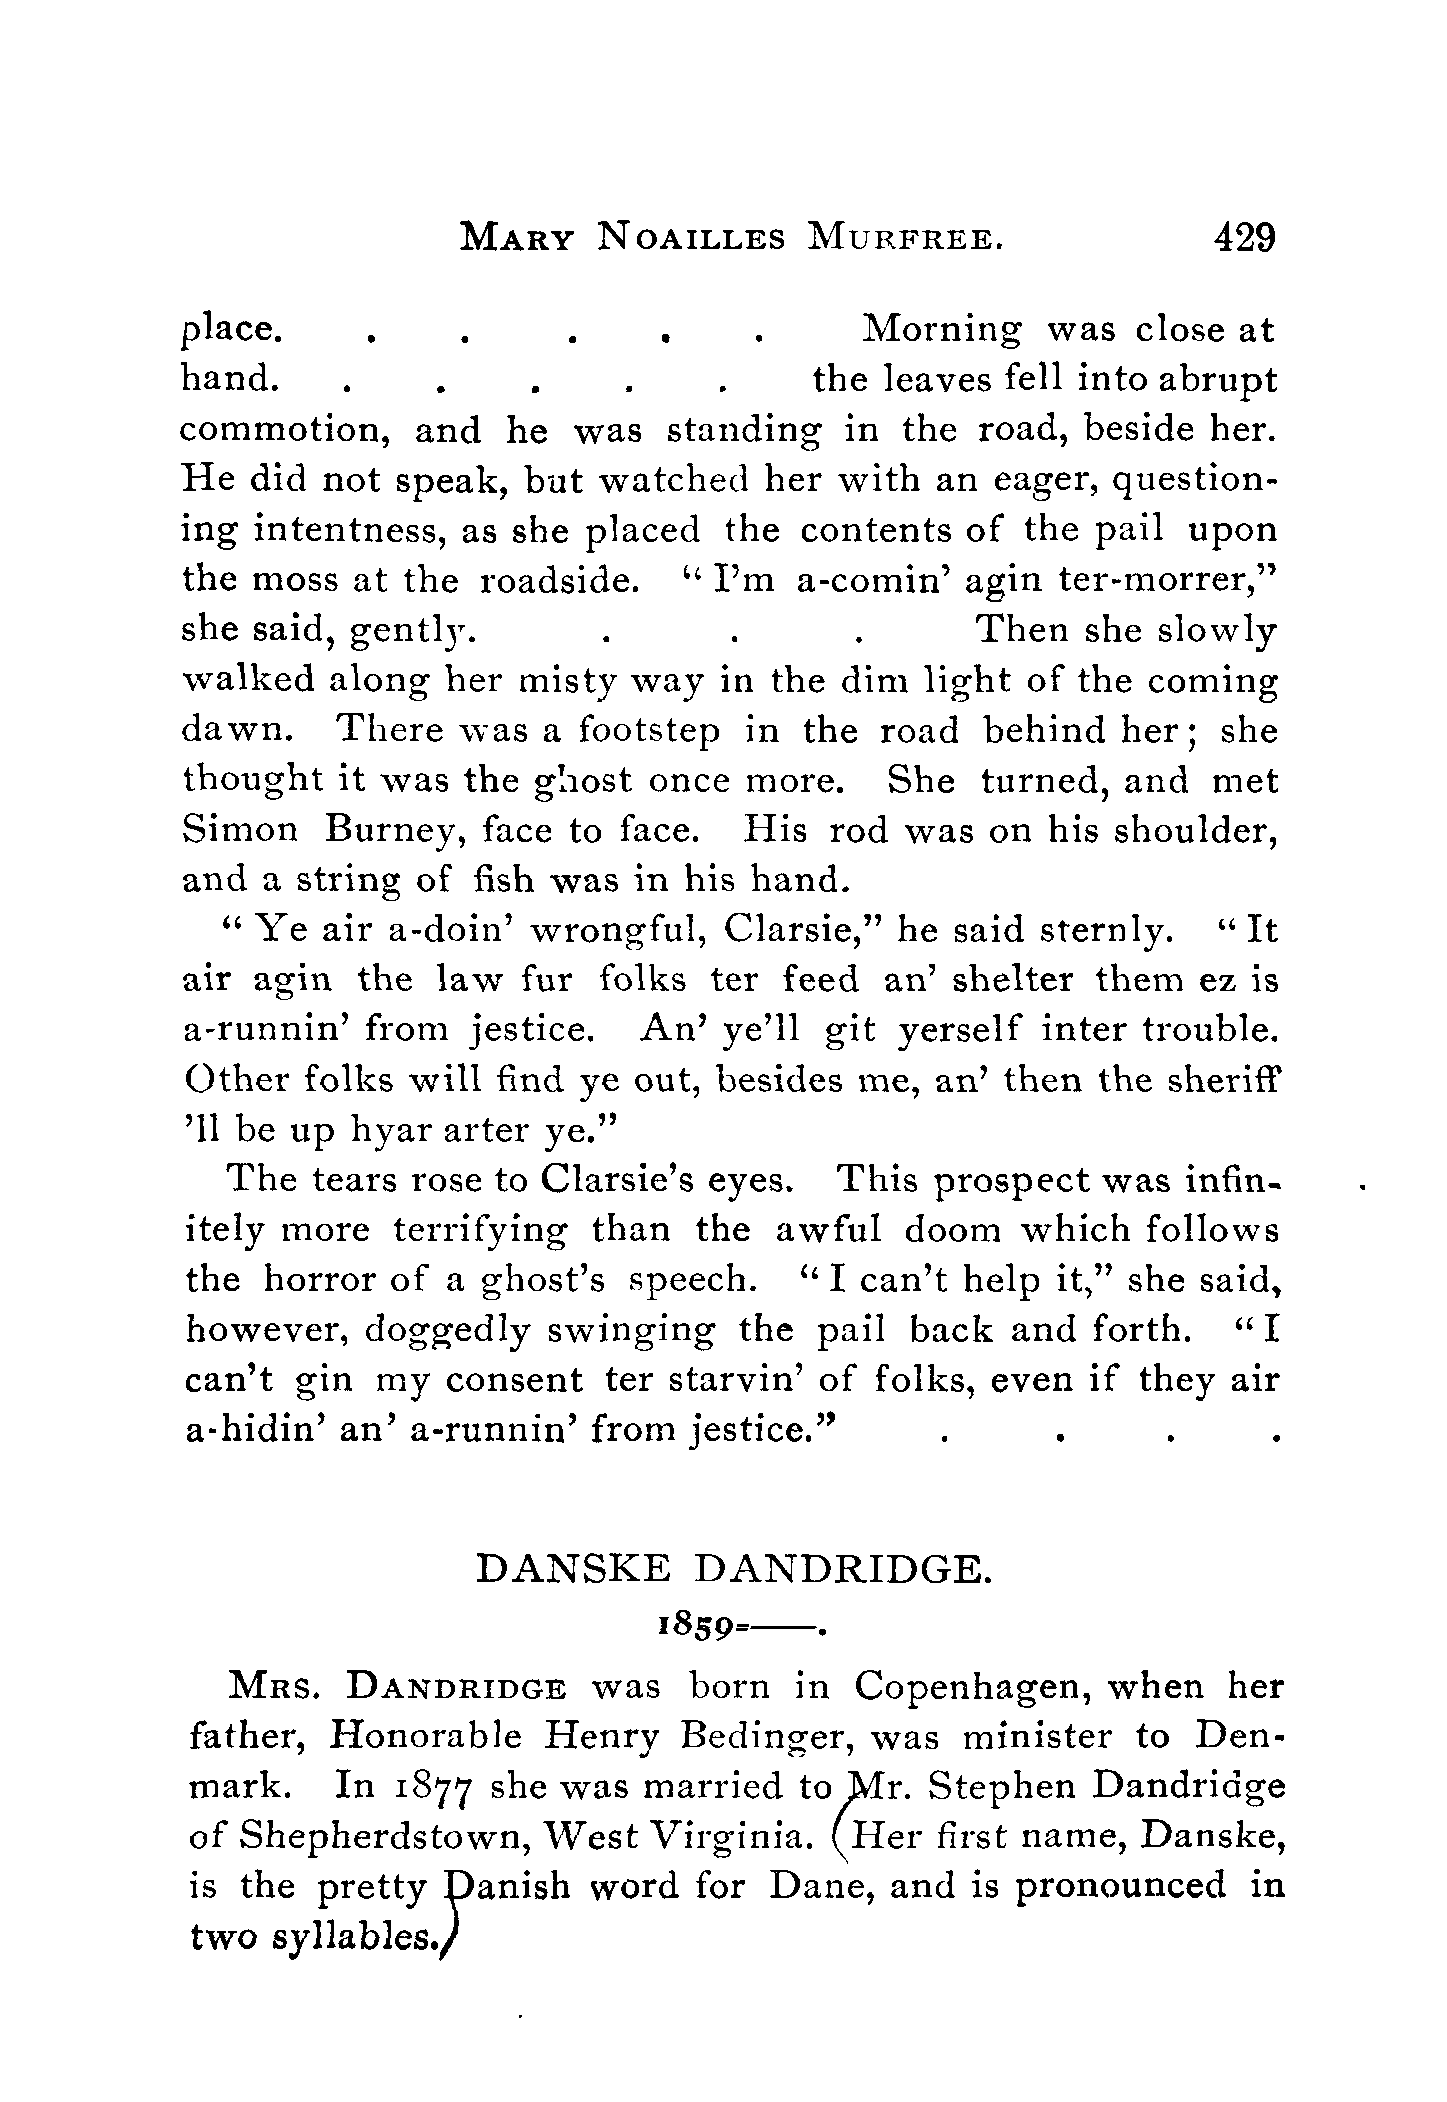 MARY NOAILLES MURFREE. 429
place. . . . . . Morning was close at
hand. . . . . . the leaves fell into abrupt
commotion, and he was standing in the road, beside her.
He did not speak, but watched her with an eager, question-
ing intentness, as she placed the contents of the pail upon
the moss at the roadside. “ I’m a-comin’ agin ter-morrer,”
she said, gently. . . . Then she slowly
walked along her misty way in the dim light of the coming
dawn. There was a footstep in the road behind her ; she
thought it was the ghost once more. She turned, and met
Simon Burney, face to face. His rod was on his shoulder,
and a string of fish was in his hand.
“ Ye air a-doin’ wrongful, Clarsie,” he said sternly. “ It
air agin the law fur folks ter feed an’ shelter them ez is
a-runnin’ from jestice. An’ ye’ll git yerself inter trouble.
Other folks will find ye out, besides me, an’ then the sheriff
’ll be up hyar arter ye.”
The tears rose to Clarsie’s eyes. This prospect was infin-
itely more terrifying than the awful doom which follows
the horror of a ghost’s speech. “ I can’t help it,” she said,
however, doggedly swinging the pail back and forth. “ I
can’t gin my consent ter starvin’ of folks, even if they air
a-hidin’ an’ a-runnin’ from jestice.” . . . .
DANSKE DANDRIDGE.
1859=——.
MRS. DANDRIDGE was born in Copenhagen, when her
father, Honorable Henry Bedinger, was minister to Den-
mark. In 1877 she was married to Mr. Stephen Dandridge
of Shepherdstown, West Virginia. (Her first name, Danske,
is the pretty Danish word for Dane, and is pronounced in
two syllables.)